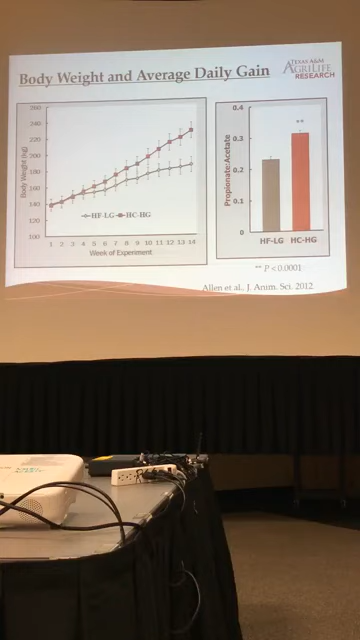 Body Weight and Average Daily Gain
TEXAS A&M
AGRILIFE
RESEARCH
260
240
220
200
180
160
140
120
100
Body Weight (kg)
HF-LG HC-HG
1 2 3 4 5 6 7 8 9 10 11 12 13 14
Week of Experiment
0.4
0.3
0.2
0.1
0
Propionate:Acetate
**
HF-LG HC-HG
** P < 0.0001
Allen et al., J. Anim. Sci. 2012